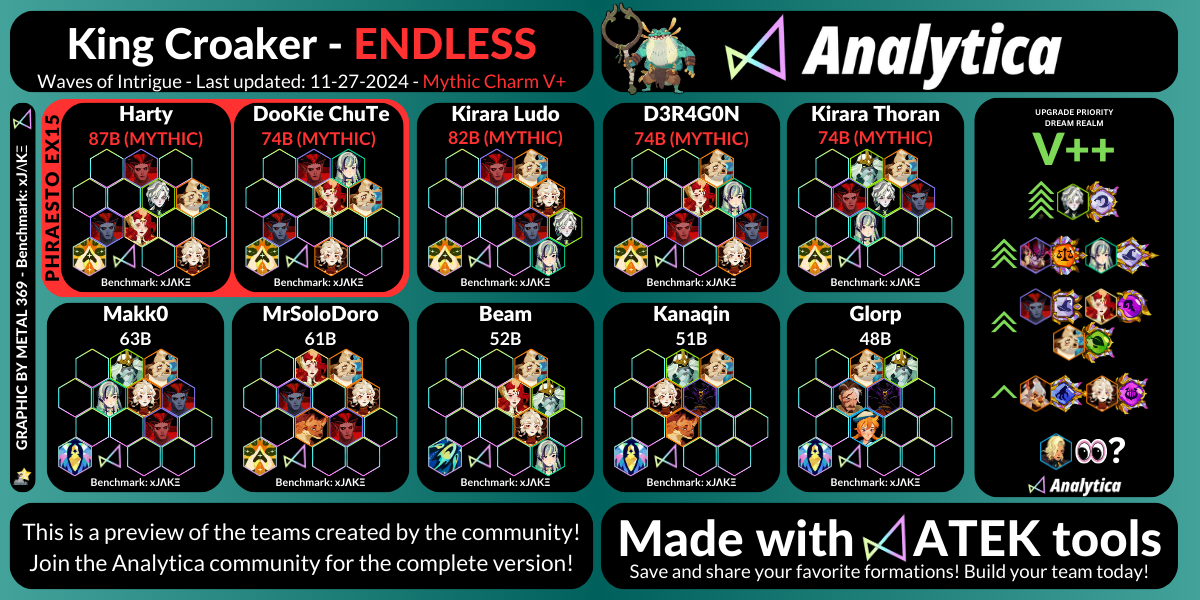 King Croaker - ENDLESS
Waves of Intrigue - Last updated: 11-27-2024 - Mythic Charm V+
Analytica
GRAPHIC BY METAL 369 - Benchmark: xJΛKΞ
PHRAESTO EX15
Harty
87B (MYTHIC)
Benchmark: xJΛKΞ
DooKie ChuTe
74B (MYTHIC)
Benchmark: xJΛKΞ
Kirara Ludo
82B (MYTHIC)
Benchmark: xJΛKΞ
D3R4G0N
74B (MYTHIC)
Benchmark: xJΛKΞ
Kirara Thoran
74B (MYTHIC)
Benchmark: xJΛKΞ
Makk0
63B
Benchmark: xJΛKΞ
MrSoloDoro
61B
Benchmark: xJΛKΞ
Beam
52B
Benchmark: xJΛKΞ
Kanaqin
51B
Benchmark: xJΛKΞ
Glorp
48B
Benchmark: xJΛKΞ
UPGRADE PRIORITY
DREAM REALM
V++
?
Analytica
This is a preview of the teams created by the community!
Join the Analytica community for the complete version!
Made with ATEK tools
Save and share your favorite formations! Build your team today!